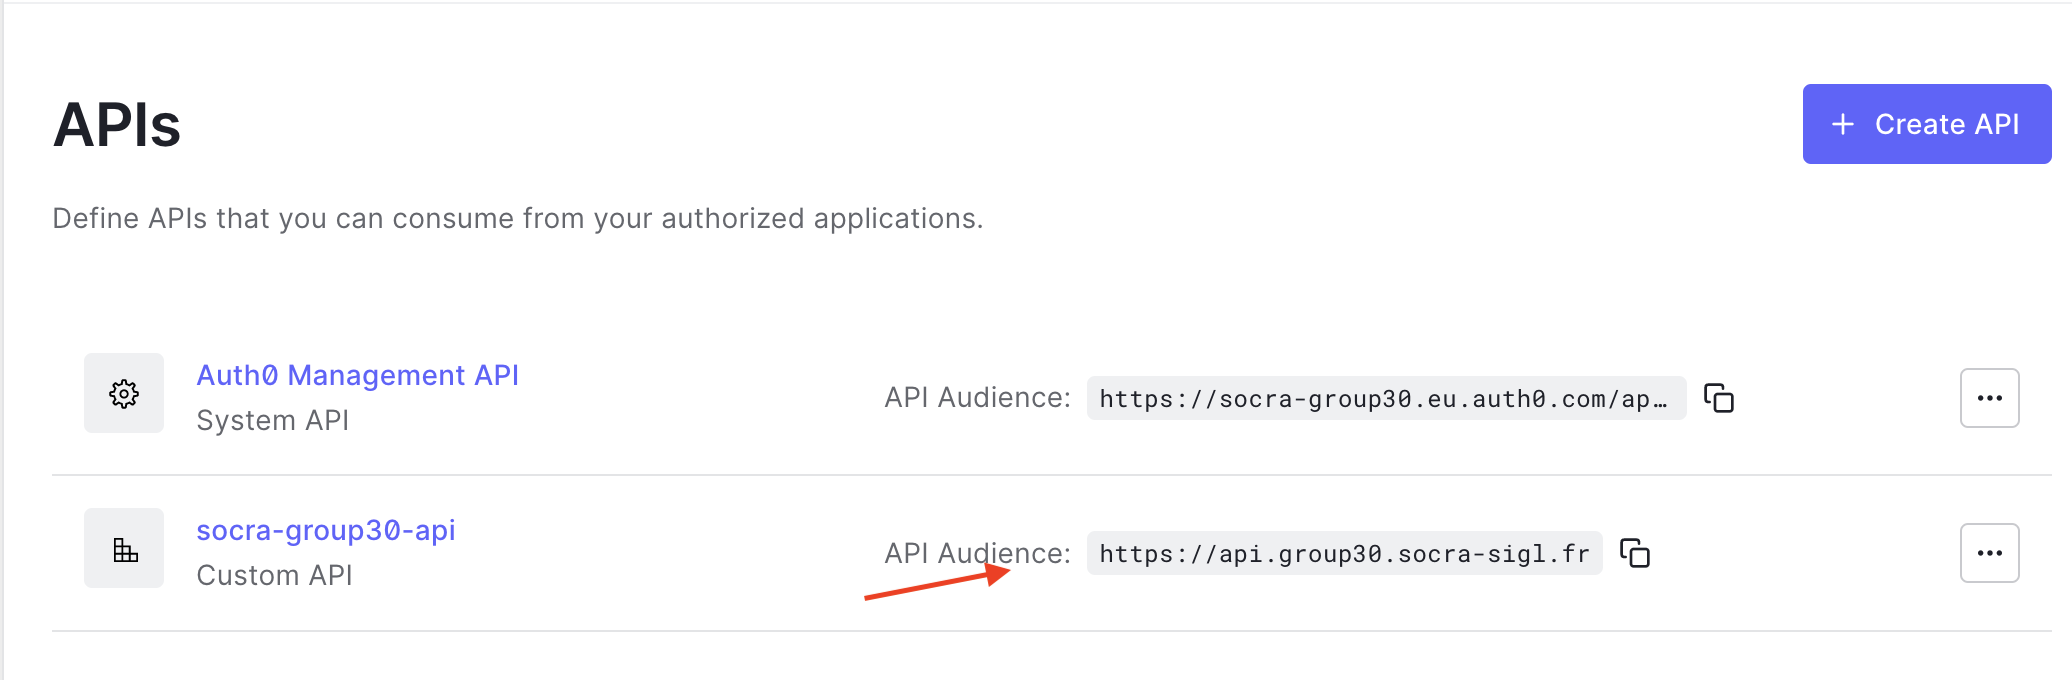 APIs
+ Create API
Define APIs that you can consume from your authorized applications.
Auth0 Management API
System API
API Audience: https://socra-group30.eu.auth0.com/ap…
socra-group30-api
Custom API
API Audience: https://api.group30.socra-sigl.fr